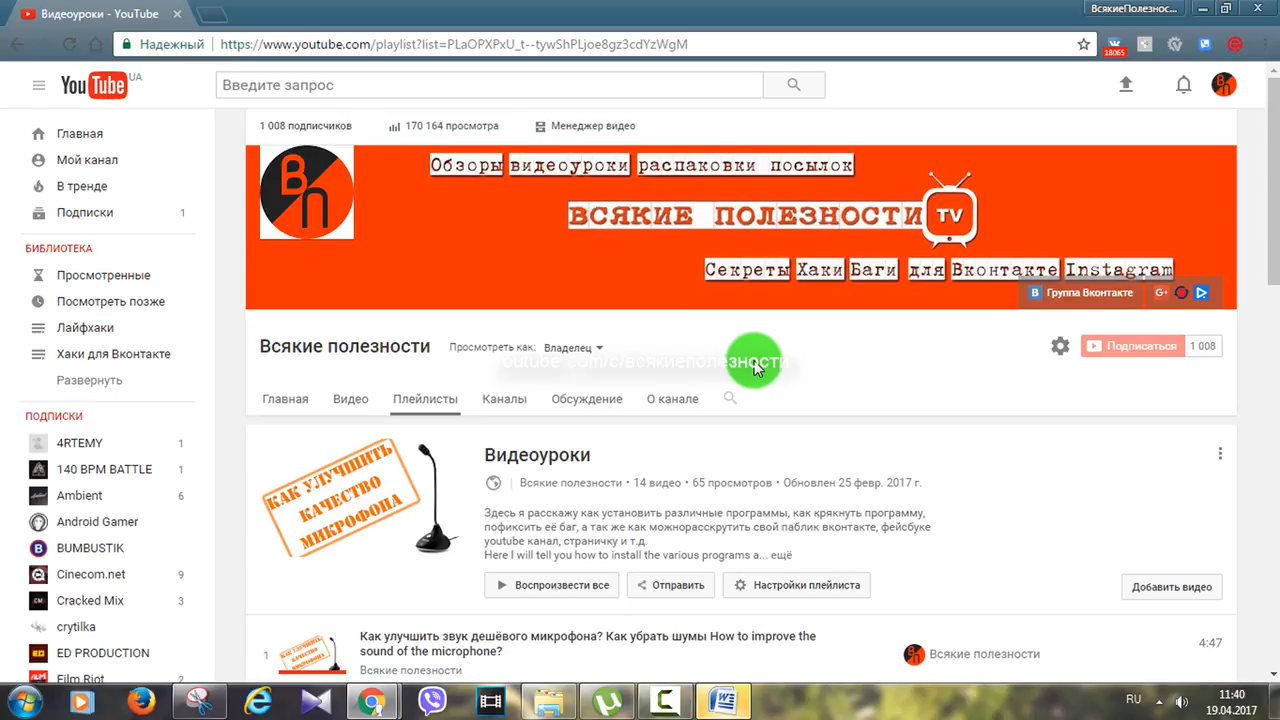 Видеоуроки - YouTube
ВсякиеПолезнос...
Надежный
https://www.youtube.com/playlist?list=PLaOPXPxU_t--tywShPLjoe8gz3cdYzWgM
18065
YouTube UA
Введите запрос
Вп
Главная
Мой канал
В тренде
Подписки 1
БИБЛИОТЕКА
Просмотренные
Посмотреть позже
Лайфхаки
Хаки для Вконтакте
Развернуть
ПОДПИСКИ
4RTEMY 1
140 BPM BATTLE 1
Ambient 6
Android Gamer
BUMBUSTIK
Cinecom.net 9
Cracked Mix 3
crytilka
ED PRODUCTION
Film Riot
1 008 подписчиков
170 164 просмотра
Менеджер видео
Вп
Обзоры видеоуроки распаковки посылок
ВСЯКИЕ ПОЛЕЗНОСТИ TV
Секреты Хаки Баги для Вконтакте Instagram
В Группа Вконтакте
G+
Всякие полезности
Просмотреть как: Владелец
Подписаться 1 008
youtube.com/c/всякиеполезности
Главная Видео Плейлисты Каналы Обсуждение О канале
КАК УЛУЧШИТЬ
КАЧЕСТВО
МИКРОФОНА
Видеоуроки
Всякие полезности • 14 видео • 65 просмотров • Обновлен 25 февр. 2017 г.
Здесь я расскажу как установить различные программы, как крякнуть программу,
пофиксить её баг, а так же как можнорасскрутить свой паблик вконтакте, фейсбуке
youtube канал, страничку и т.д.
Here I will tell you how to install the various programs a... ещё
Воспроизвести все
Отправить
Настройки плейлиста
Добавить видео
1
Как улучшить звук дешёвого микрофона? Как убрать шумы How to improve the
sound of the microphone?
Всякие полезности
Всякие полезности
4:47
RU
11:40
19.04.2017